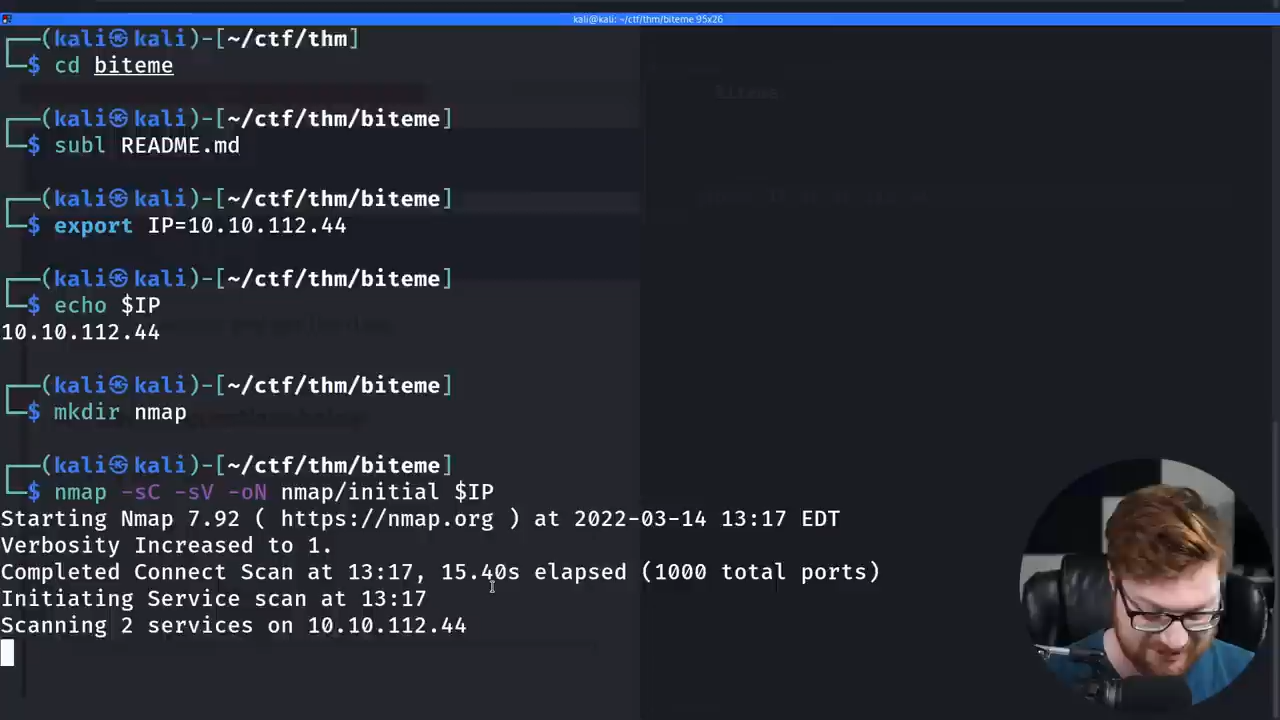 kali@kali: ~/ctf/thm/biteme 95x26
┌──(kali㉿kali)-[~/ctf/thm]
└─$ cd biteme
┌──(kali㉿kali)-[~/ctf/thm/biteme]
└─$ subl README.md
┌──(kali㉿kali)-[~/ctf/thm/biteme]
└─$ export IP=10.10.112.44
┌──(kali㉿kali)-[~/ctf/thm/biteme]
└─$ echo $IP
10.10.112.44
┌──(kali㉿kali)-[~/ctf/thm/biteme]
└─$ mkdir nmap
┌──(kali㉿kali)-[~/ctf/thm/biteme]
└─$ nmap -sC -sV -oN nmap/initial $IP
Starting Nmap 7.92 ( https://nmap.org ) at 2022-03-14 13:17 EDT
Verbosity Increased to 1.
Completed Connect Scan at 13:17, 15.40s elapsed (1000 total ports)
Initiating Service scan at 13:17
Scanning 2 services on 10.10.112.44